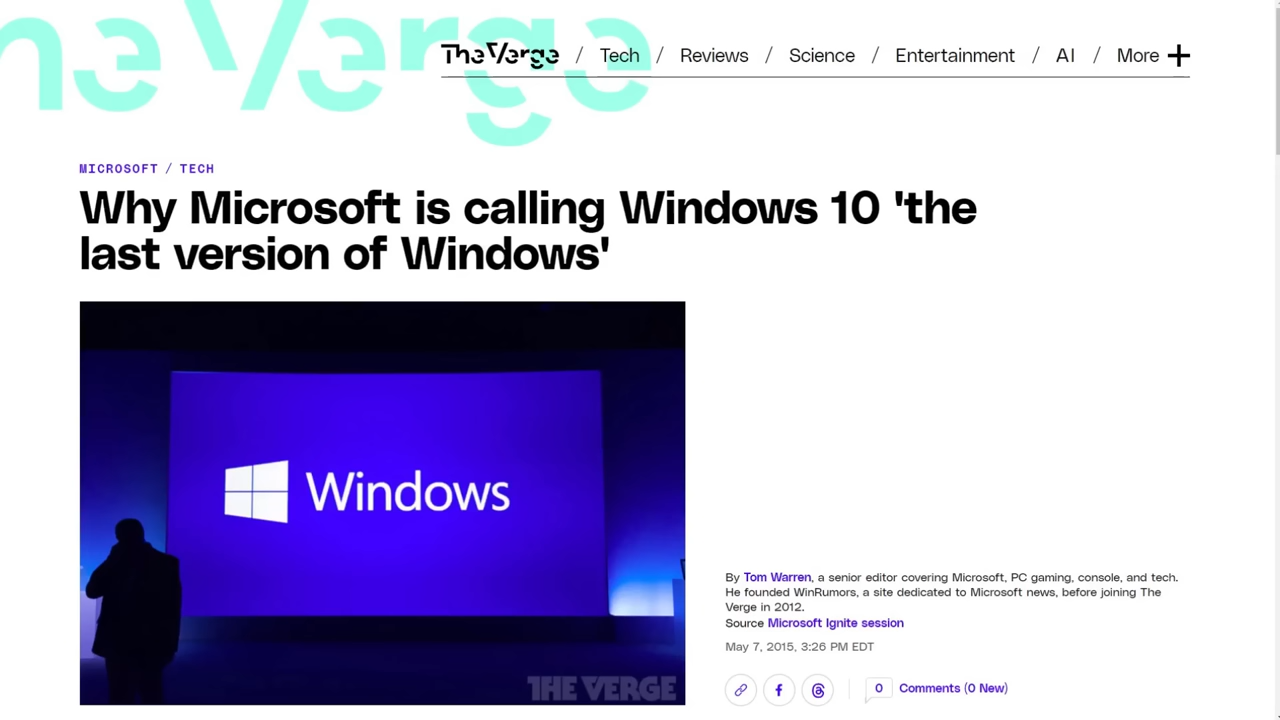 The Verge
The Verge / Tech / Reviews / Science / Entertainment / AI / More +
MICROSOFT / TECH
Why Microsoft is calling Windows 10 'the
last version of Windows'
Windows
THE VERGE
By Tom Warren, a senior editor covering Microsoft, PC gaming, console, and tech.
He founded WinRumors, a site dedicated to Microsoft news, before joining The
Verge in 2012.
Source Microsoft Ignite session
May 7, 2015, 3:26 PM EDT
0 Comments (0 New)